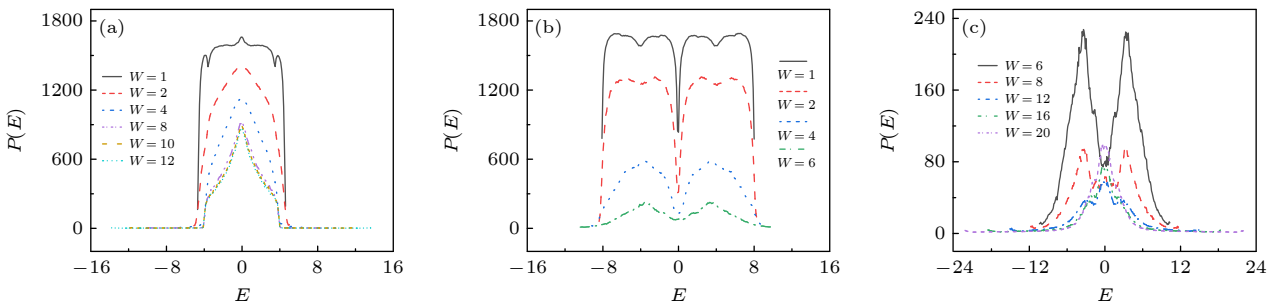 (a)
P(E)
1800
1200
600
0
W = 1
W = 2
W = 4
W = 8
W = 10
W = 12
−16 −8 0 8 16
E
(b)
P(E)
1800
1200
600
0
W = 1
W = 2
W = 4
W = 6
−16 −8 0 8 16
E
(c)
P(E)
240
160
80
0
W = 6
W = 8
W = 12
W = 16
W = 20
−24 −12 0 12 24
E